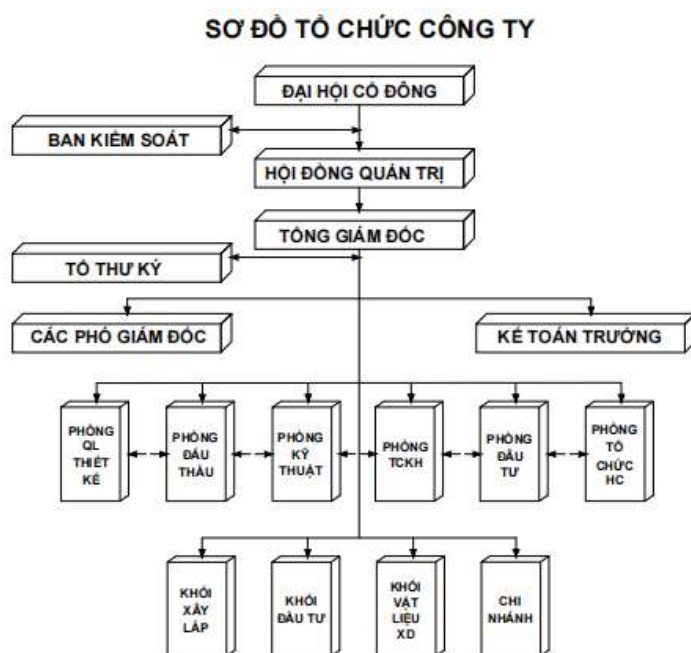 SƠ ĐỒ TỔ CHỨC CÔNG TY
ĐẠI HỘI CỔ ĐÔNG
BAN KIỂM SOÁT
HỘI ĐỒNG QUẢN TRỊ
TỔNG GIÁM ĐỐC
TỔ THƯ KÝ
CÁC PHÓ GIÁM ĐỐC
KẾ TOÁN TRƯỞNG
PHÒNG
QL
THIẾT
KẾ
PHÒNG
ĐẤU
THẦU
PHÒNG
KỸ
THUẬT
PHÒNG
TCKH
PHÒNG
ĐẦU
TƯ
PHÒNG
TỔ
CHỨC
HC
KHỐI
XÂY
LẮP
KHỐI
ĐẦU TƯ
KHỐI
VẬT
LIỆU
XD
CHI
NHÁNH